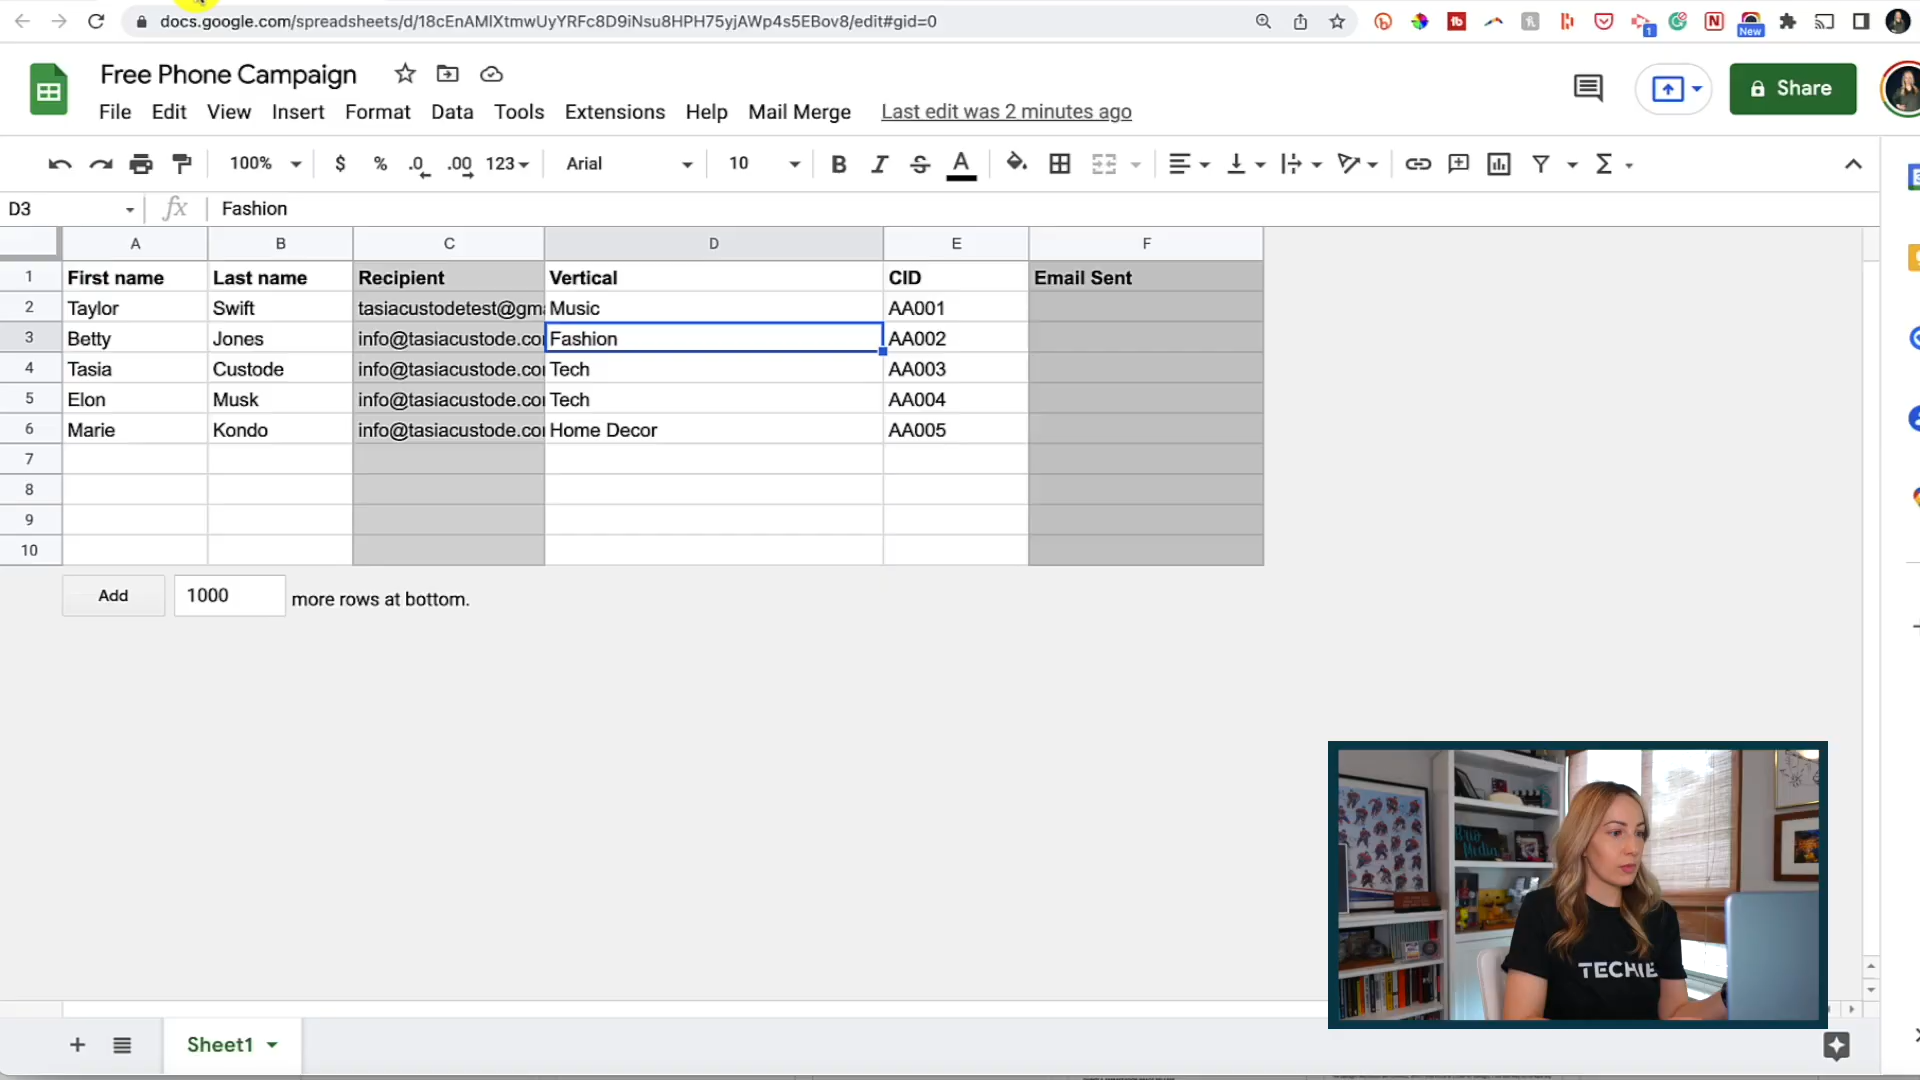 docs.google.com/spreadsheets/d/18cEnAMlXtmwUyYRFc8D9iNsu8HPH75yjAWp4s5EBov8/edit#gid=0
New
1
Free Phone Campaign
File Edit View Insert Format Data Tools Extensions Help Mail Merge Last edit was 2 minutes ago
Share
100% $ % .0 .00 123 Arial 10 B I S A Σ
D3 fx Fashion
A B C D E F
1 First name Last name Recipient Vertical CID Email Sent
2 Taylor Swift tasiacustodetest@gm Music AA001
3 Betty Jones info@tasiacustode.co Fashion AA002
4 Tasia Custode info@tasiacustode.co Tech AA003
5 Elon Musk info@tasiacustode.co Tech AA004
6 Marie Kondo info@tasiacustode.co Home Decor AA005
7
8
9
10
Add 1000 more rows at bottom.
Brio
Media
TECHIE
Sheet1